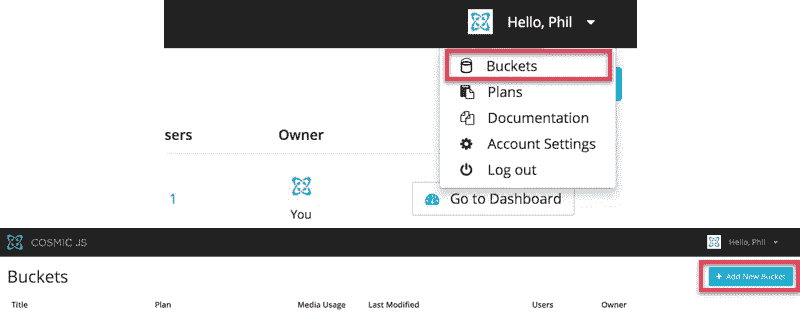 Hello, Phil
Buckets
Plans
Documentation
sers Owner
Account Settings
Log out
1 Go to Dashboard
You
COSMIC JS Hello, Phil
Buckets + Add New Bucket
Title Plan Media Usage Last Modified Users Owner